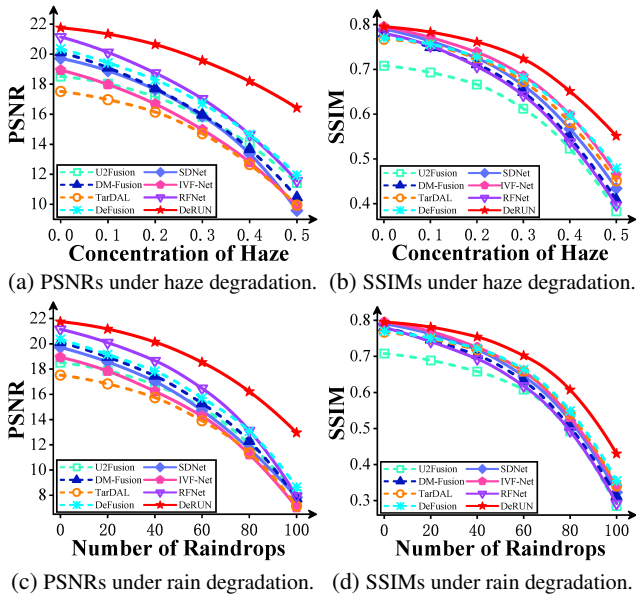 PSNR
22
20
18
16
14
12
10
U2Fusion
DM-Fusion
TarDAL
DeFusion
SDNet
IVF-Net
RFNet
DeRUN
0.0 0.1 0.2 0.3 0.4 0.5
Concentration of Haze
(a) PSNRs under haze degradation.
SSIM
0.8
0.7
0.6
0.5
0.4
U2Fusion
DM-Fusion
TarDAL
DeFusion
SDNet
IVF-Net
RFNet
DeRUN
0.0 0.1 0.2 0.3 0.4 0.5
Concentration of Haze
(b) SSIMs under haze degradation.
PSNR
22
20
18
16
14
12
10
8
U2Fusion
DM-Fusion
TarDAL
DeFusion
SDNet
IVF-Net
RFNet
DeRUN
0 20 40 60 80 100
Number of Raindrops
(c) PSNRs under rain degradation.
SSIM
0.8
0.7
0.6
0.5
0.4
0.3
U2Fusion
DM-Fusion
TarDAL
DeFusion
SDNet
IVF-Net
RFNet
DeRUN
0 20 40 60 80 100
Number of Raindrops
(d) SSIMs under rain degradation.